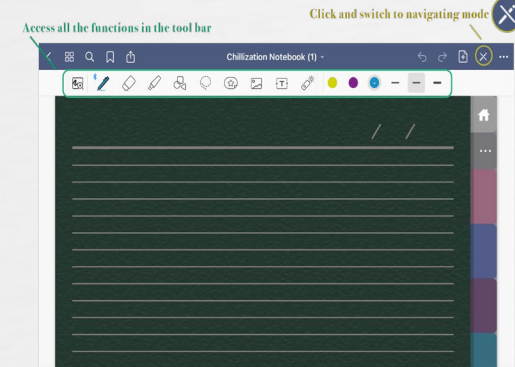 Click and switch to navigating mode
Access all the functions in the tool bar
Chillization Notebook (1)
T